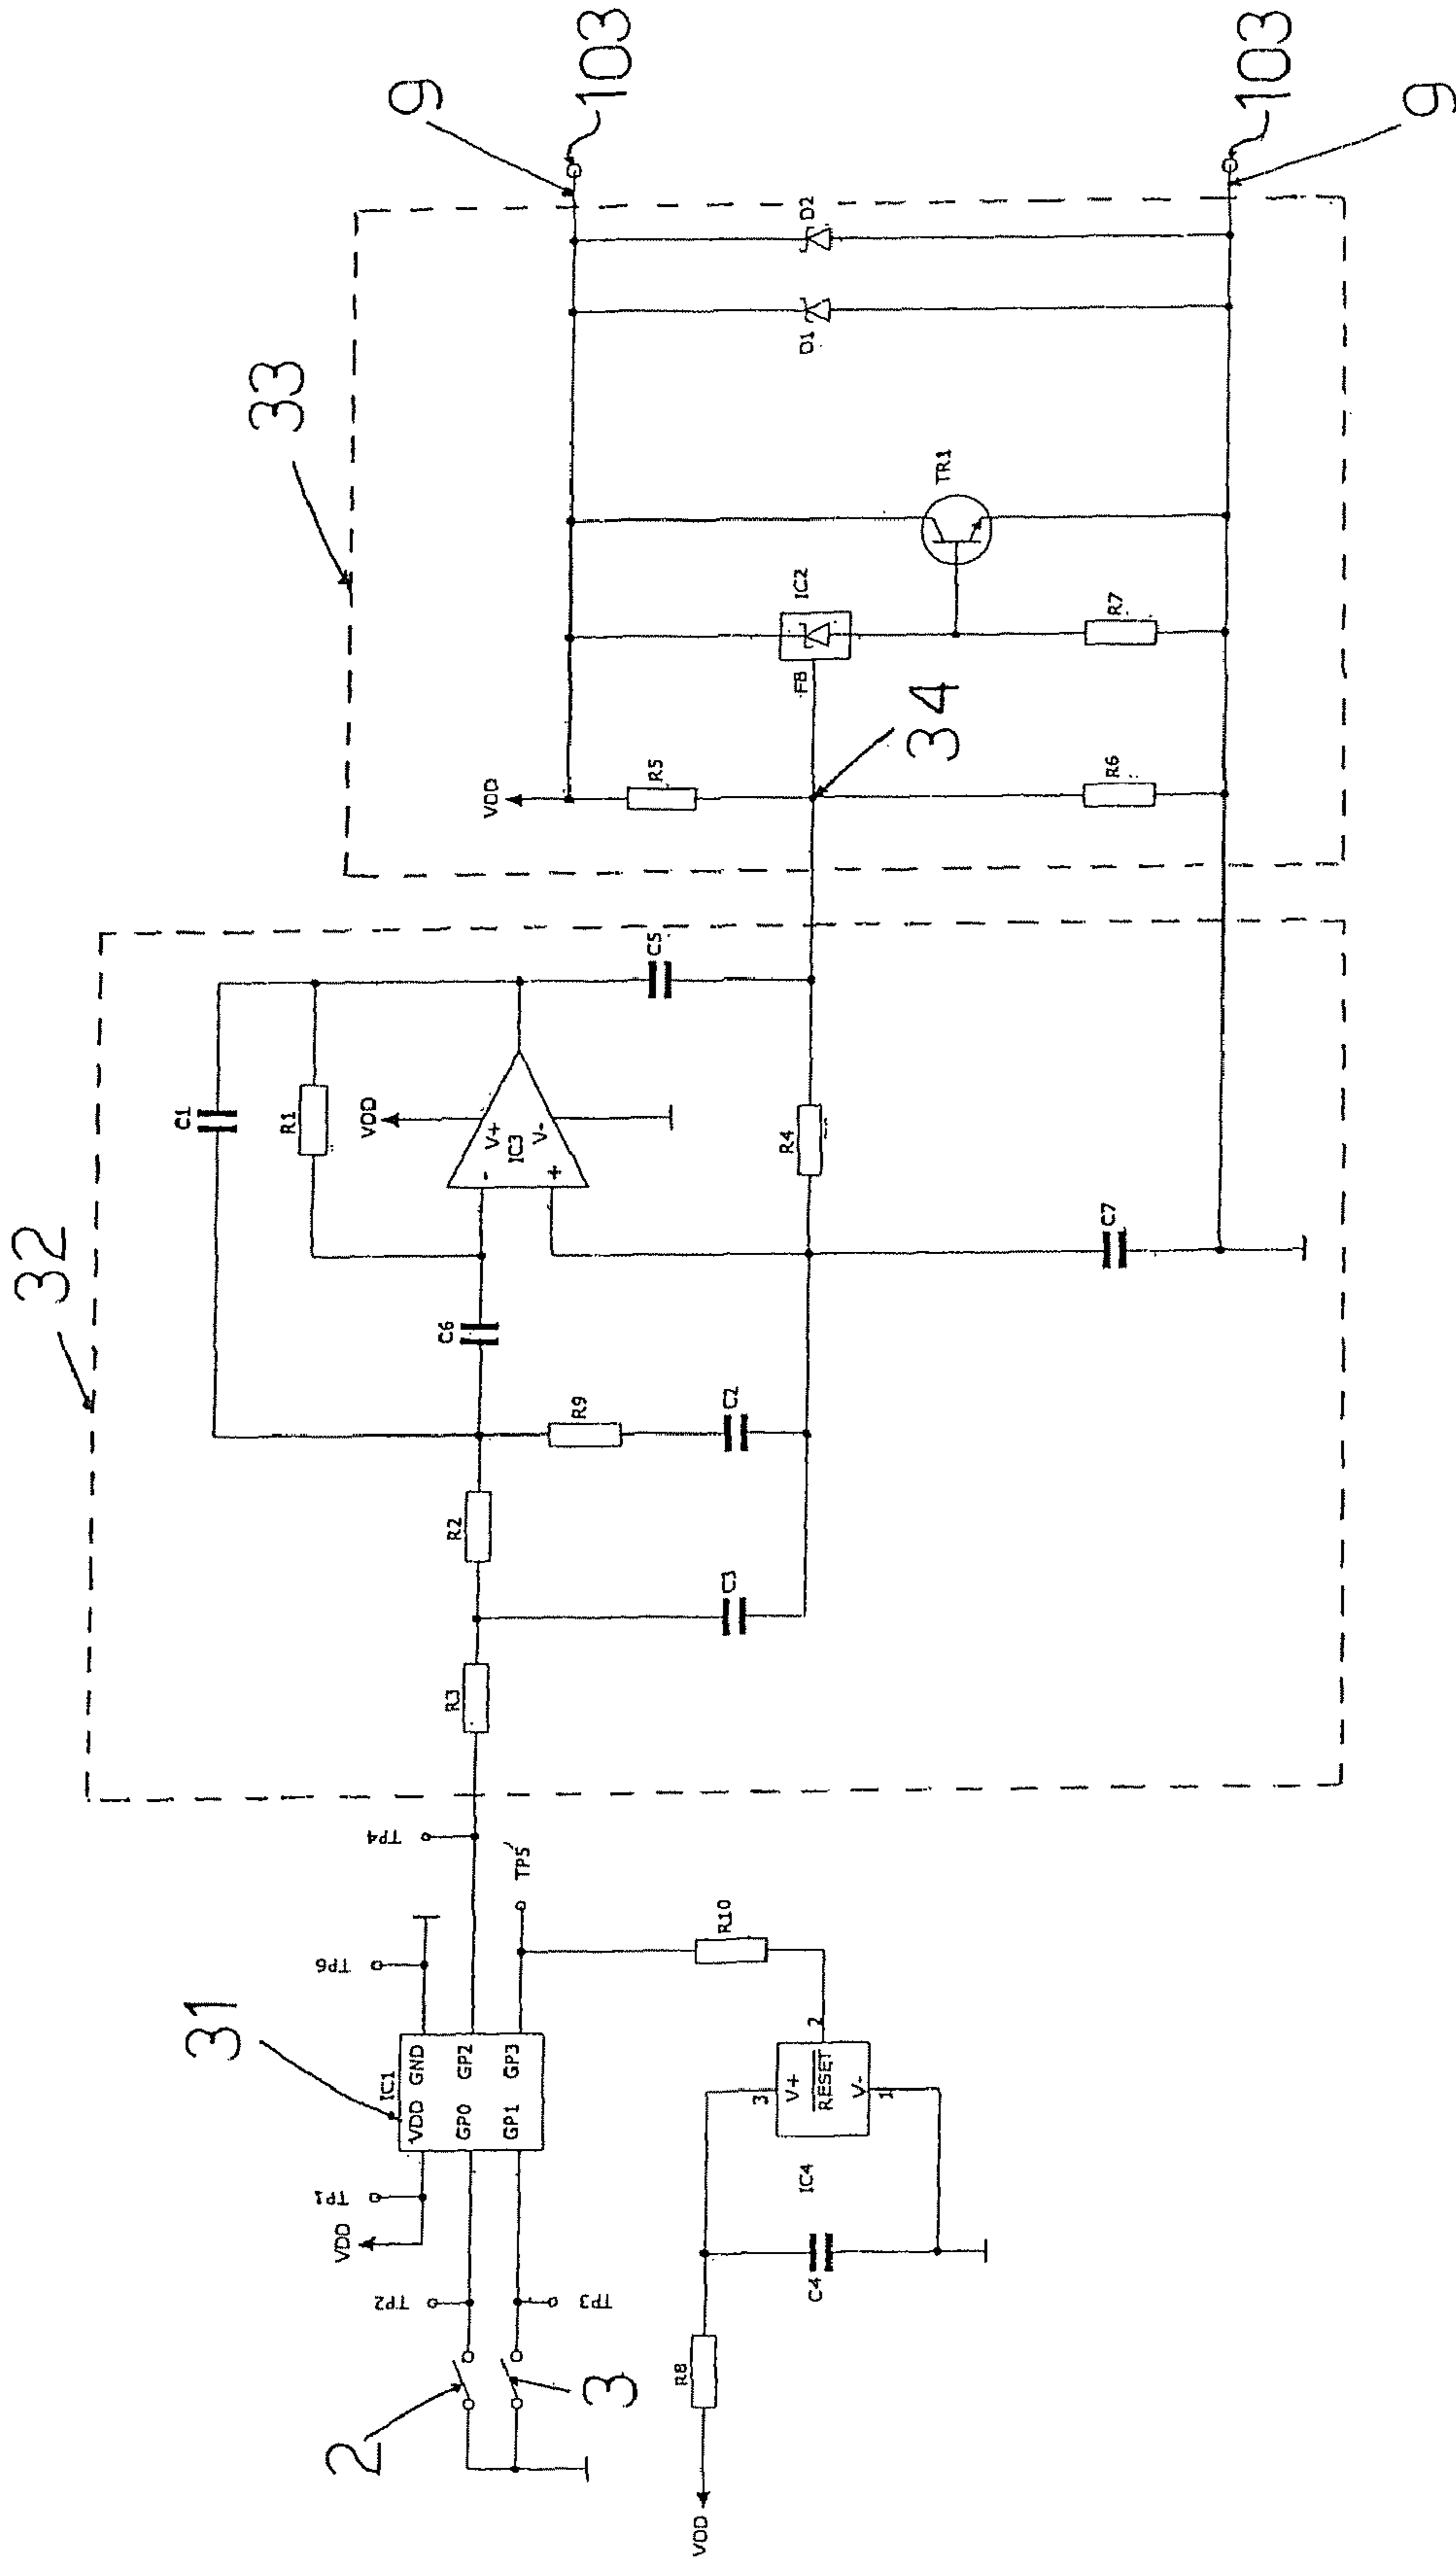 32
33
C1
R1
VDD
V+
IC3
V-
-
+
C5
C6
R4
R9
C2
R2
C3
R3
C7
VDD
R5
34
FB
IC2
R6
R7
TR1
D1
D2
9
103
9
103
31
IC1
VDD
GND
GP0
GP2
GP1
GP3
TP1
VDD
TP6
TP4
TP5
TP2
TP3
2
3
R10
3
V+
RESET
2
V-
1
IC4
C4
R8
VDD